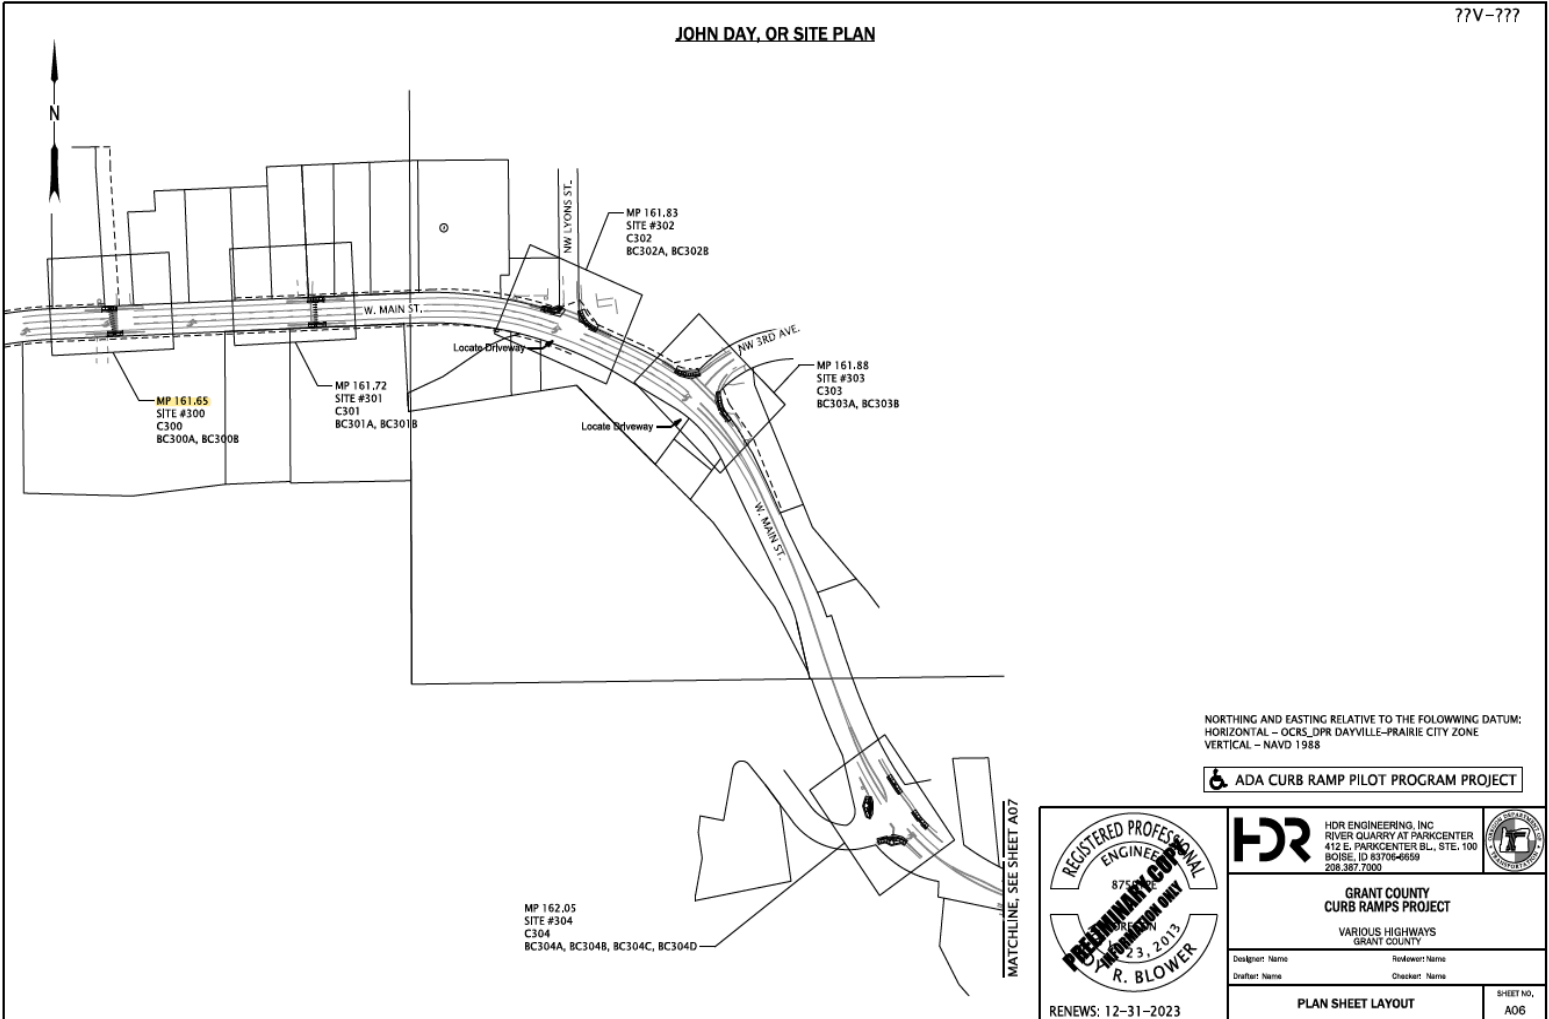 ??V-???
JOHN DAY, OR SITE PLAN
N
NW LYONS ST.
MP 161.83
SITE #302
C302
BC302A, BC302B
W. MAIN ST.
Locate Driveway
NW 3RD AVE.
MP 161.88
SITE #303
C303
BC303A, BC303B
MP 161.65
SITE #300
C300
BC300A, BC300B
MP 161.72
SITE #301
C301
BC301A, BC301B
Locate Driveway
W. MAIN ST.
MP 162.05
SITE #304
C304
BC304A, BC304B, BC304C, BC304D
MATCHLINE, SEE SHEET A07
NORTHING AND EASTING RELATIVE TO THE FOLOWWING DATUM:
HORIZONTAL - OCRS_DPR DAYVILLE-PRAIRIE CITY ZONE
VERTICAL - NAVD 1988
ADA CURB RAMP PILOT PROGRAM PROJECT
REGISTERED PROFESSIONAL
ENGINEER
PRELIMINARY COPY
INFORMATION ONLY
23, 2013
R. BLOWER
RENEWS: 12-31-2023
HDR
HDR ENGINEERING, INC
RIVER QUARRY AT PARKCENTER
412 E. PARKCENTER BL., STE. 100
BOISE, ID 83706-6659
208.387.7000
GRANT COUNTY
CURB RAMPS PROJECT
VARIOUS HIGHWAYS
GRANT COUNTY
Designer: Name
Reviewer: Name
Drafter: Name
Checker: Name
PLAN SHEET LAYOUT
SHEET NO.
A06